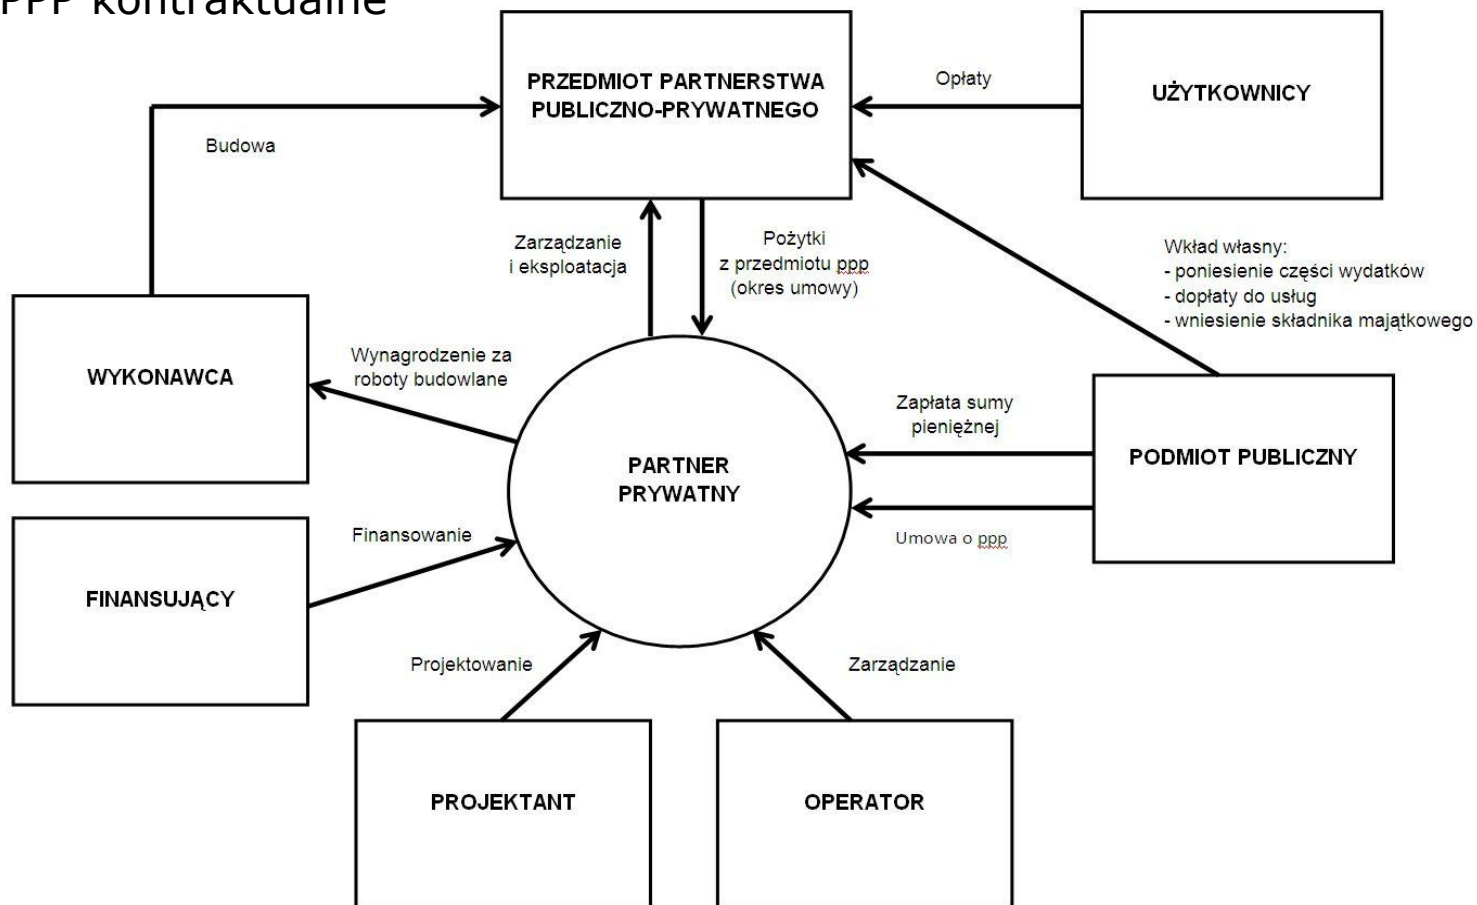 PPP kontraktualne
PRZEDMIOT PARTNERSTWA
PUBLICZNO-PRYWATNEGO
Opłaty
UŻYTKOWNICY
Budowa
Zarządzanie
i eksploatacja
Pożytki
z przedmiotu ppp
(okres umowy)
Wkład własny:
- poniesienie części wydatków
- dopłaty do usług
- wniesienie składnika majątkowego
WYKONAWCA
Wynagrodzenie za
roboty budowlane
Zapłata sumy
pieniężnej
PARTNER
PRYWATNY
PODMIOT PUBLICZNY
Finansowanie
Umowa o ppp
FINANSUJĄCY
Projektowanie
Zarządzanie
PROJEKTANT
OPERATOR